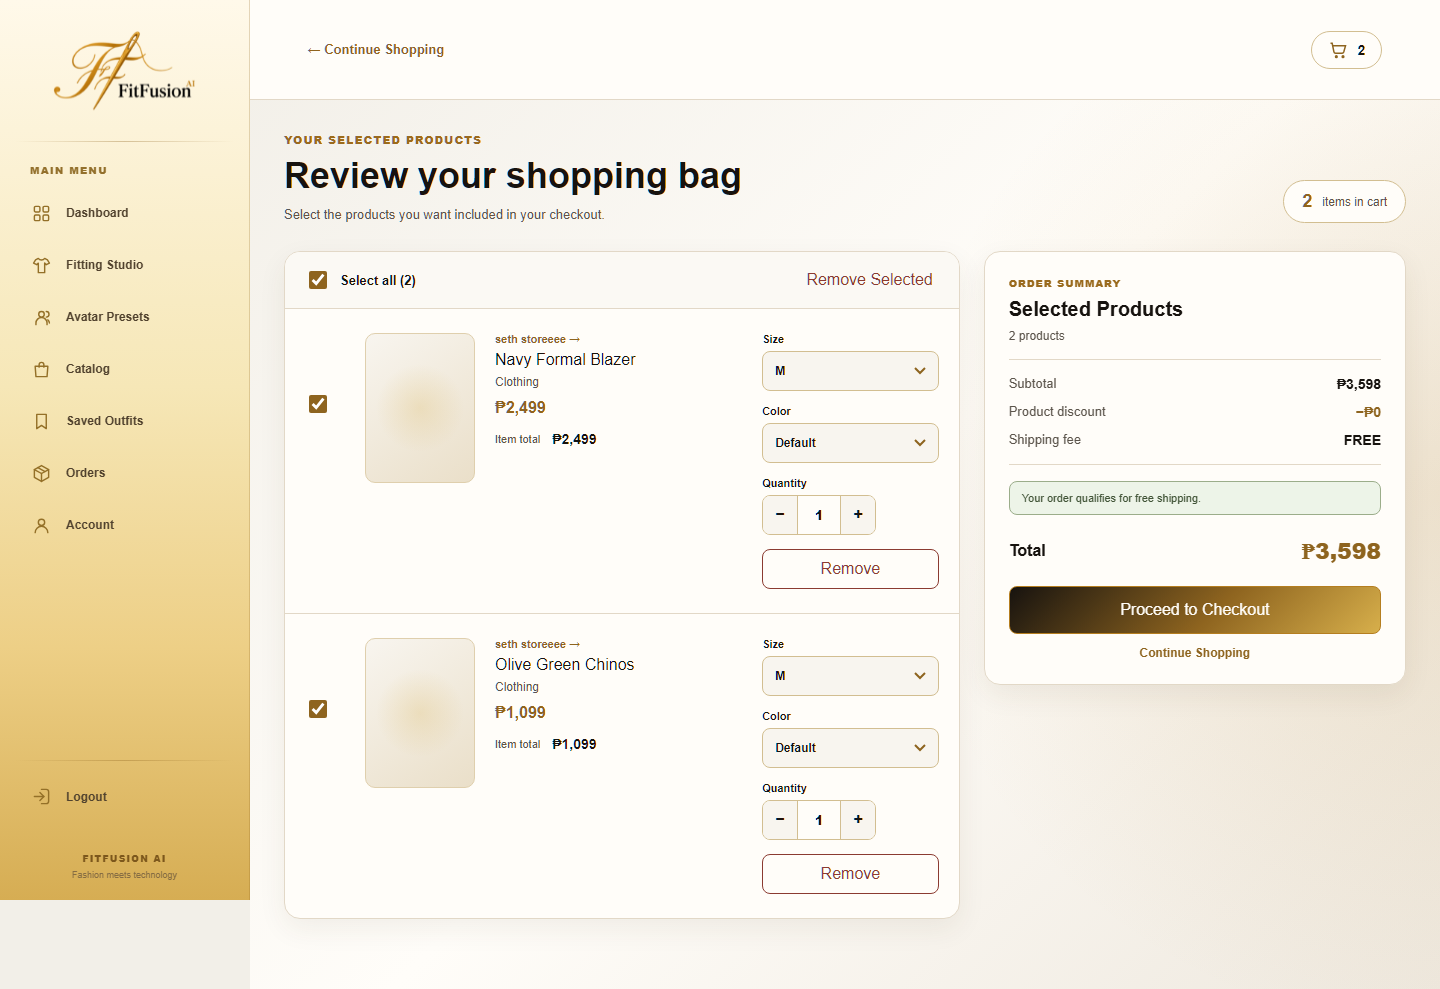 FitFusion AI
MAIN MENU
Dashboard
Fitting Studio
Avatar Presets
Catalog
Saved Outfits
Orders
Account
Logout
FITFUSION AI
Fashion meets technology
← Continue Shopping
2
YOUR SELECTED PRODUCTS
Review your shopping bag
Select the products you want included in your checkout.
2 items in cart
Select all (2)
Remove Selected
seth storeeee →
Navy Formal Blazer
Clothing
₱2,499
Item total ₱2,499
Size
M
Color
Default
Quantity
− 1 +
Remove
seth storeeee →
Olive Green Chinos
Clothing
₱1,099
Item total ₱1,099
Size
M
Color
Default
Quantity
− 1 +
Remove
ORDER SUMMARY
Selected Products
2 products
Subtotal ₱3,598
Product discount −₱0
Shipping fee FREE
Your order qualifies for free shipping.
Total ₱3,598
Proceed to Checkout
Continue Shopping